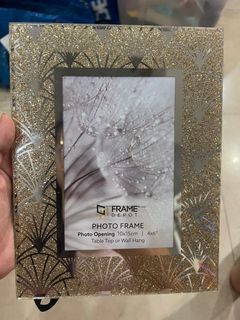 FRAME
DEPOT
PHOTO FRAME
Photo Opening 10x15cm | 4x6"
Table Top or Wall Hang